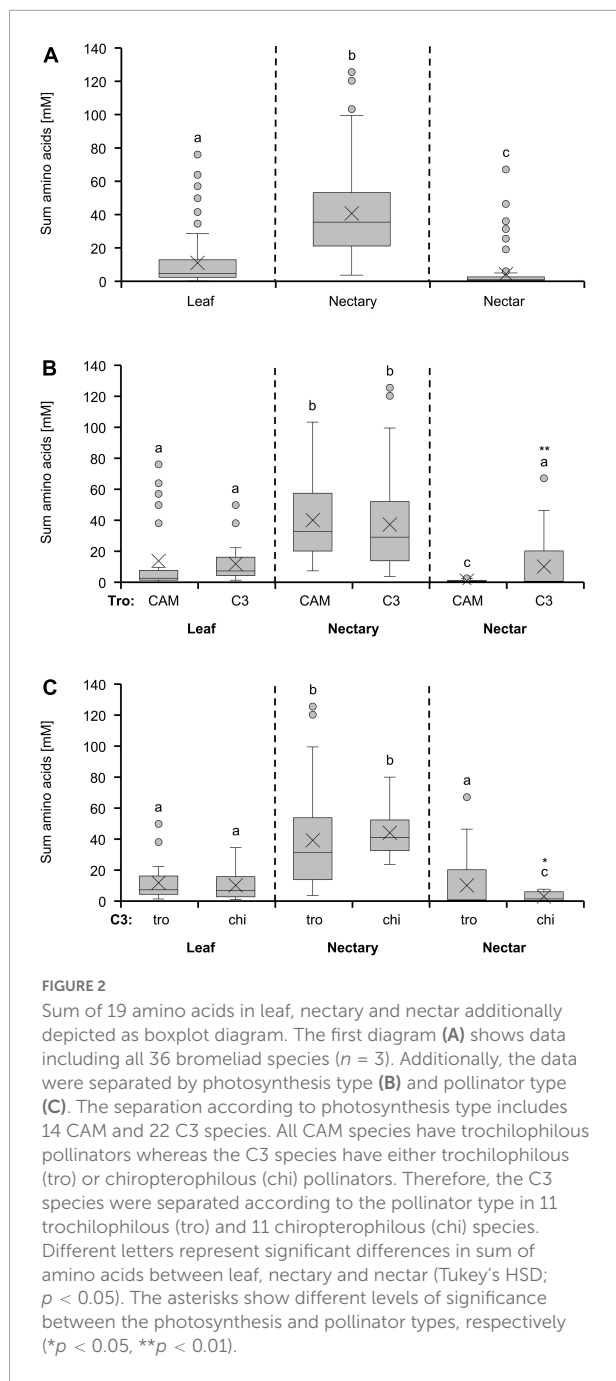 A
Sum amino acids [mM]
140
120
100
80
60
40
20
0
a
b
c
Leaf Nectary Nectar
B
Sum amino acids [mM]
140
120
100
80
60
40
20
0
a a b b c ** a
Tro: CAM C3 CAM C3 CAM C3
Leaf Nectary Nectar
C
Sum amino acids [mM]
140
120
100
80
60
40
20
0
a a b b a * c
C3: tro chi tro chi tro chi
Leaf Nectary Nectar
FIGURE 2
Sum of 19 amino acids in leaf, nectary and nectar additionally
depicted as boxplot diagram. The first diagram (A) shows data
including all 36 bromeliad species (n = 3). Additionally, the data
were separated by photosynthesis type (B) and pollinator type
(C). The separation according to photosynthesis type includes
14 CAM and 22 C3 species. All CAM species have trochilophilous
pollinators whereas the C3 species have either trochilophilous
(tro) or chiropterophilous (chi) pollinators. Therefore, the C3
species were separated according to the pollinator type in 11
trochilophilous (tro) and 11 chiropterophilous (chi) species.
Different letters represent significant differences in sum of
amino acids between leaf, nectary and nectar (Tukey's HSD;
p < 0.05). The asterisks show different levels of significance
between the photosynthesis and pollinator types, respectively
(*p < 0.05, **p < 0.01).